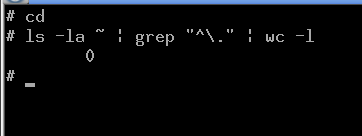 # cd
# ls -la ~ | grep "^\." | wc -l
0
# _